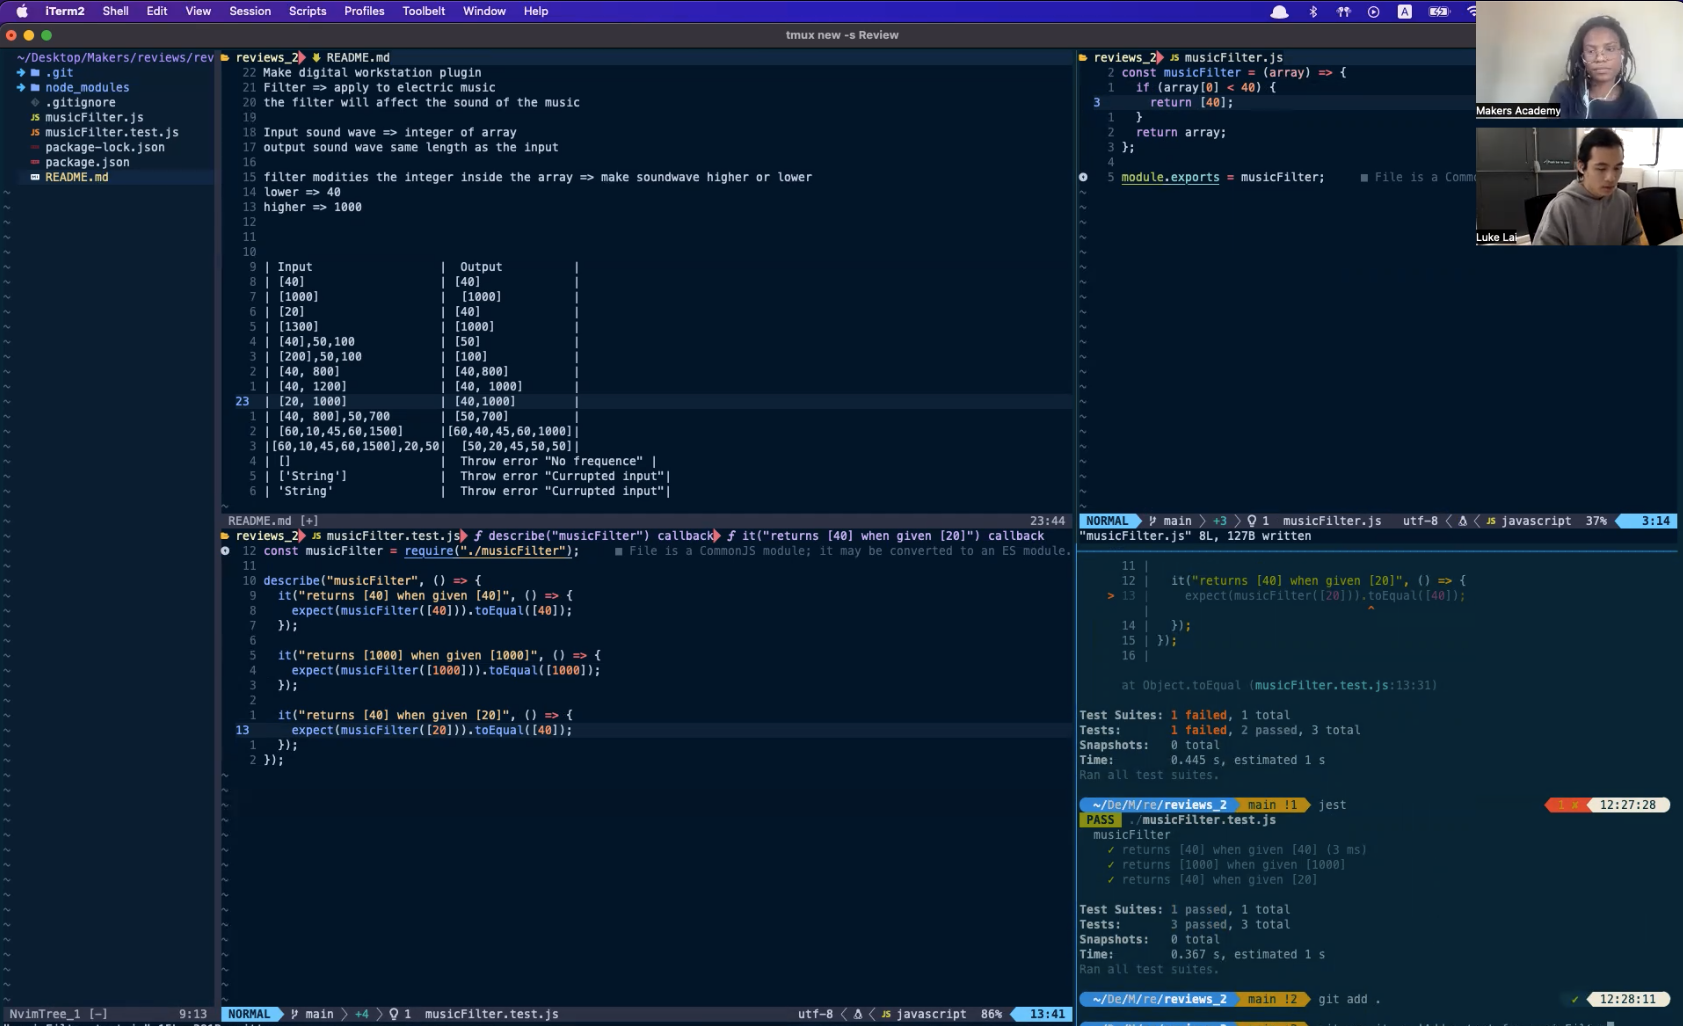 iTerm2 Shell Edit View Session Scripts Profiles Toolbelt Window Help
tmux new -s Review
~/Desktop/Makers/reviews/rev
.git
node_modules
.gitignore
JS musicFilter.js
JS musicFilter.test.js
package-lock.json
package.json
README.md
NvimTree_1 [-] 9:13
reviews_2 README.md
22 Make digital workstation plugin
21 Filter => apply to electric music
20 the filter will affect the sound of the music
19
18 Input sound wave => integer of array
17 output sound wave same length as the input
16
15 filter modities the integer inside the array => make soundwave higher or lower
14 lower => 40
13 higher => 1000
12
11
10
9 | Input | Output |
8 | [40] | [40] |
7 | [1000] | [1000] |
6 | [20] | [40] |
5 | [1300] | [1000] |
4 | [40],50,100 | [50] |
3 | [200],50,100 | [100] |
2 | [40, 800] | [40,800] |
1 | [40, 1200] | [40, 1000] |
23 | [20, 1000] | [40,1000] |
1 | [40, 800],50,700 | [50,700] |
2 | [60,10,45,60,1500] |[60,40,45,60,1000]|
3 |[60,10,45,60,1500],20,50| [50,20,45,50,50]|
4 | [] | Throw error "No frequence" |
5 | ['String'] | Throw error "Currupted input"|
6 | 'String' | Throw error "Currupted input"|
README.md [+] 23:44
reviews_2 JS musicFilter.test.js ƒ describe("musicFilter") callback ƒ it("returns [40] when given [20]") callback
12 const musicFilter = require("./musicFilter"); ■ File is a CommonJS module; it may be converted to an ES module.
11
10 describe("musicFilter", () => {
9 it("returns [40] when given [40]", () => {
8 expect(musicFilter([40])).toEqual([40]);
7 });
6
5 it("returns [1000] when given [1000]", () => {
4 expect(musicFilter([1000])).toEqual([1000]);
3 });
2
1 it("returns [40] when given [20]", () => {
13 expect(musicFilter([20])).toEqual([40]);
1 });
2 });
NORMAL main +4 1 musicFilter.test.js utf-8 JS javascript 86% 13:41
reviews_2 JS musicFilter.js
2 const musicFilter = (array) => {
1 if (array[0] < 40) {
3 return [40];
1 }
2 return array;
3 };
4
5 module.exports = musicFilter; ■ File is a Commo
NORMAL main +3 1 musicFilter.js utf-8 JS javascript 37% 3:14
"musicFilter.js" 8L, 127B written
11 |
12 | it("returns [40] when given [20]", () => {
> 13 | expect(musicFilter([20])).toEqual([40]);
| ^
14 | });
15 | });
16 |
at Object.toEqual (musicFilter.test.js:13:31)
Test Suites: 1 failed, 1 total
Tests: 1 failed, 2 passed, 3 total
Snapshots: 0 total
Time: 0.445 s, estimated 1 s
Ran all test suites.
~/De/M/re/reviews_2 main !1 jest 1 ✘ 12:27:28
PASS ./musicFilter.test.js
musicFilter
✓ returns [40] when given [40] (3 ms)
✓ returns [1000] when given [1000]
✓ returns [40] when given [20]
Test Suites: 1 passed, 1 total
Tests: 3 passed, 3 total
Snapshots: 0 total
Time: 0.367 s, estimated 1 s
Ran all test suites.
~/De/M/re/reviews_2 main !2 git add . ✓ 12:28:11
Makers Academy
Luke Lai